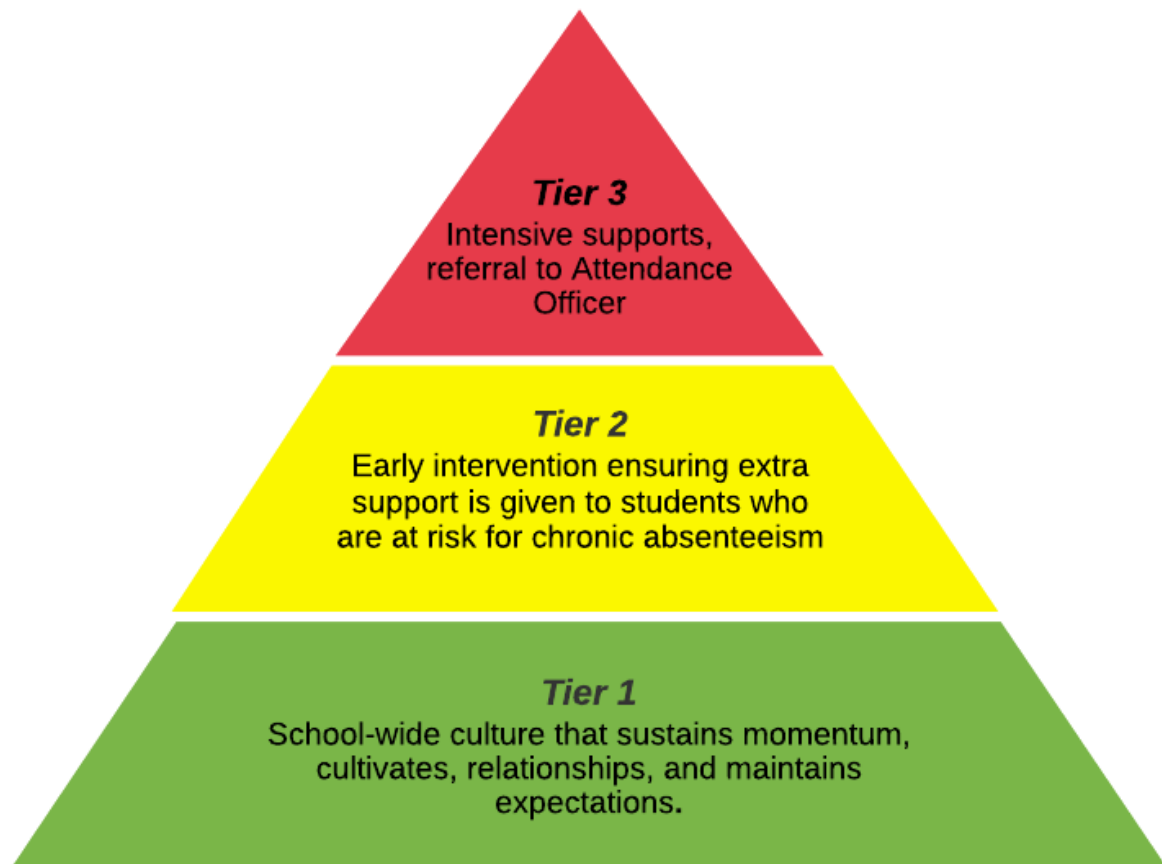 Tier 3
Intensive supports,
referral to Attendance
Officer
Tier 2
Early intervention ensuring extra
support is given to students who
are at risk for chronic absenteeism
Tier 1
School-wide culture that sustains momentum,
cultivates, relationships, and maintains
expectations.